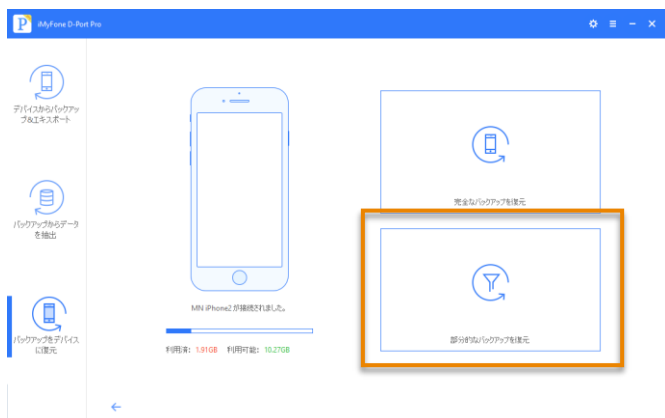 iMyFone D-Port Pro
デバイスからバックアッ
プ&エキスポート
バックアップからデータ
を抽出
バックアップをデバイス
に復元
MN iPhone2 が接続されました。
利用済: 1.91GB 利用可能: 10.27GB
完全なバックアップを復元
部分的なバックアップを復元